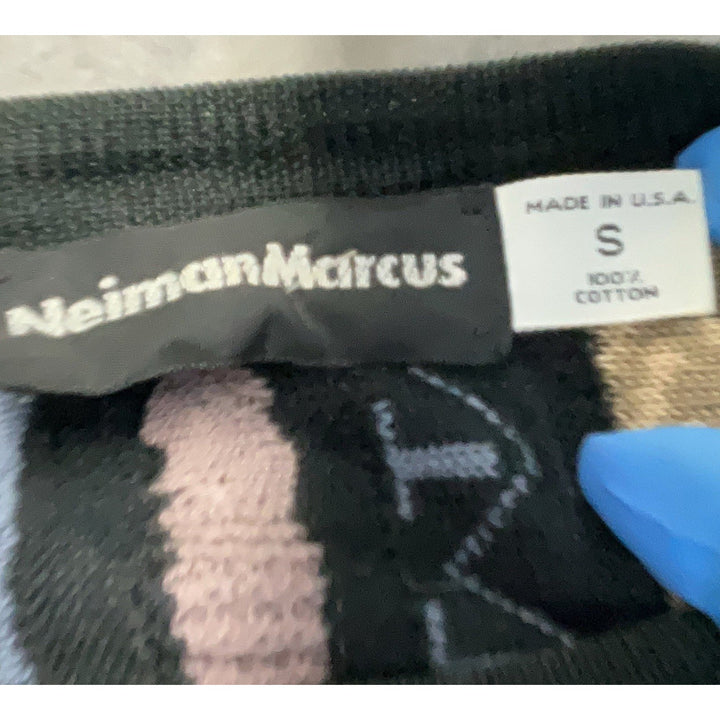 NeimanMarcus
MADE IN U.S.A.
S
100%
COTTON